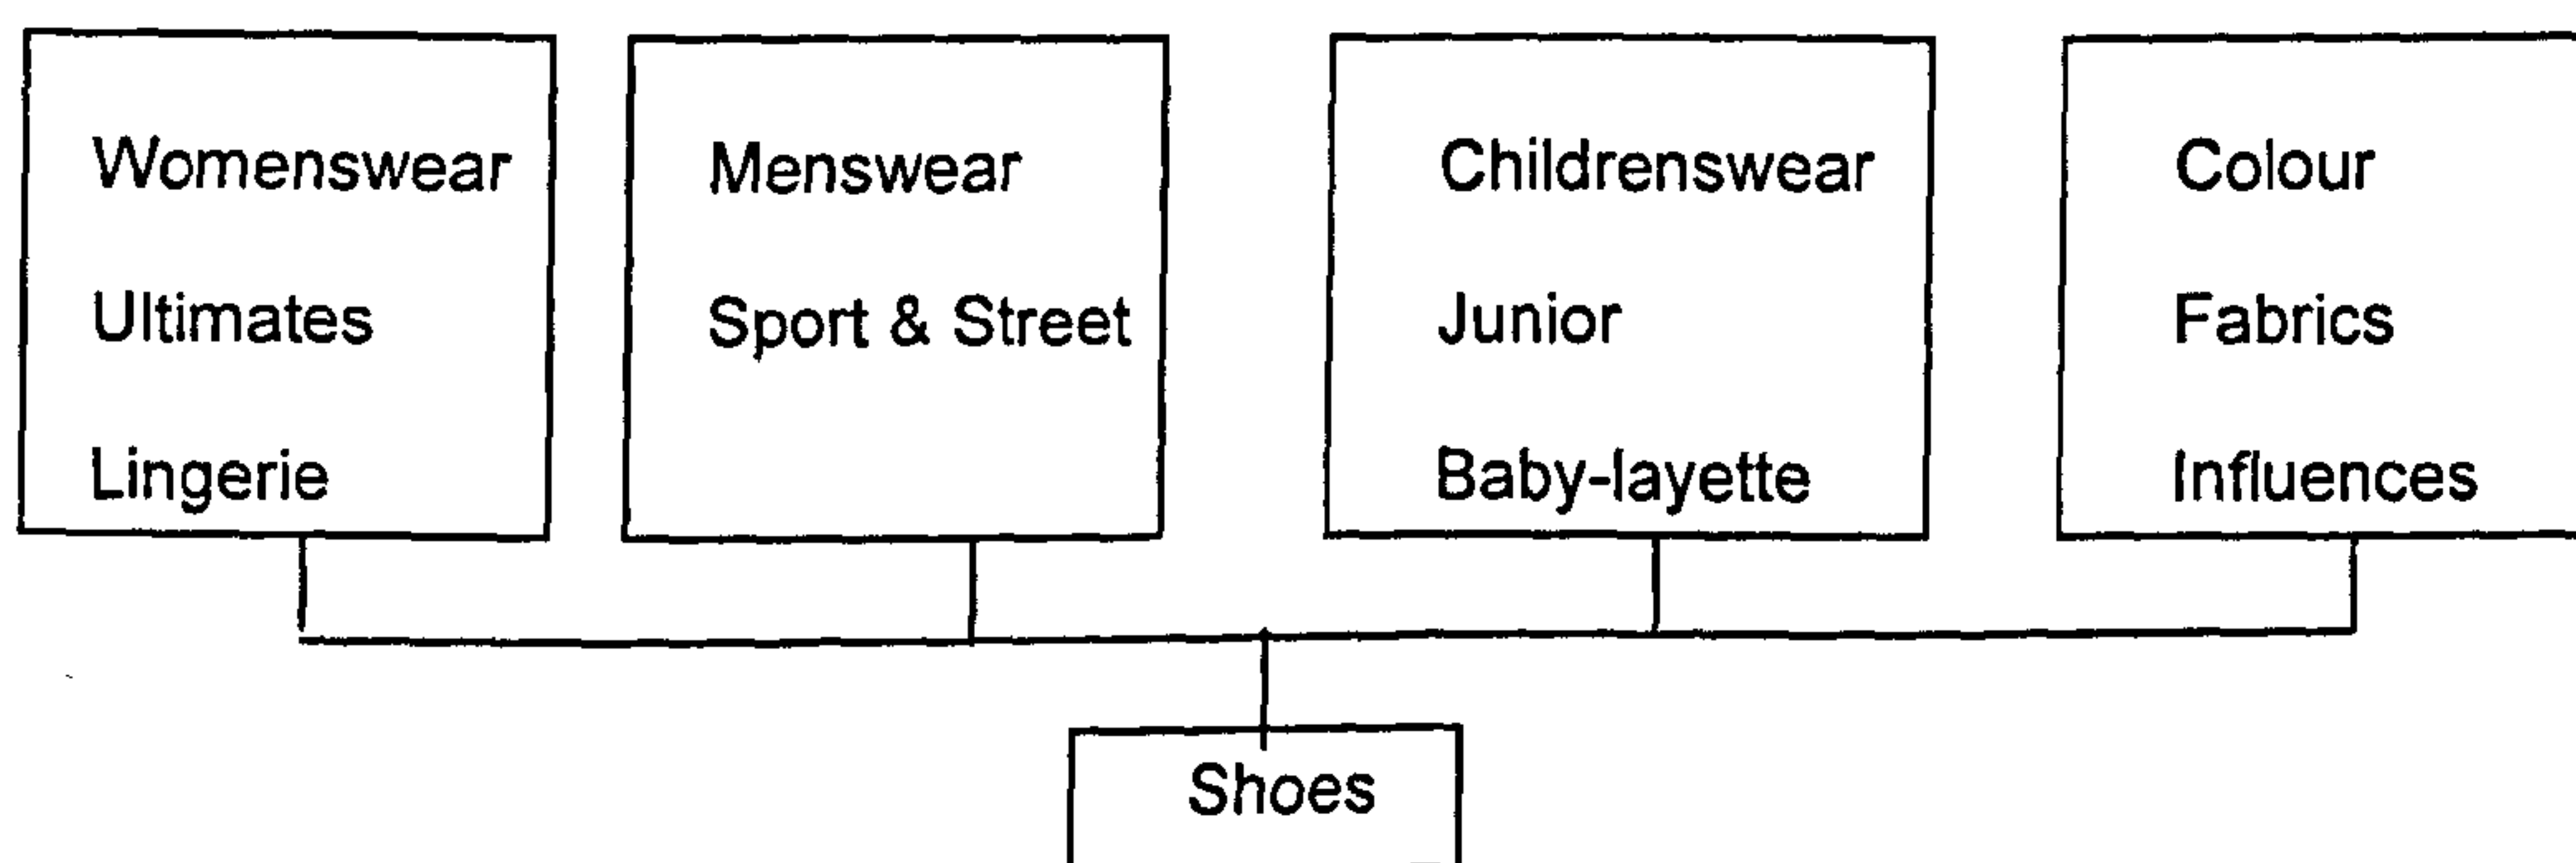 Womenswear
Ultimates
Lingerie
Menswear
Sport & Street
Childrenswear
Junior
Baby-layette
Colour
Fabrics
Influences
Shoes